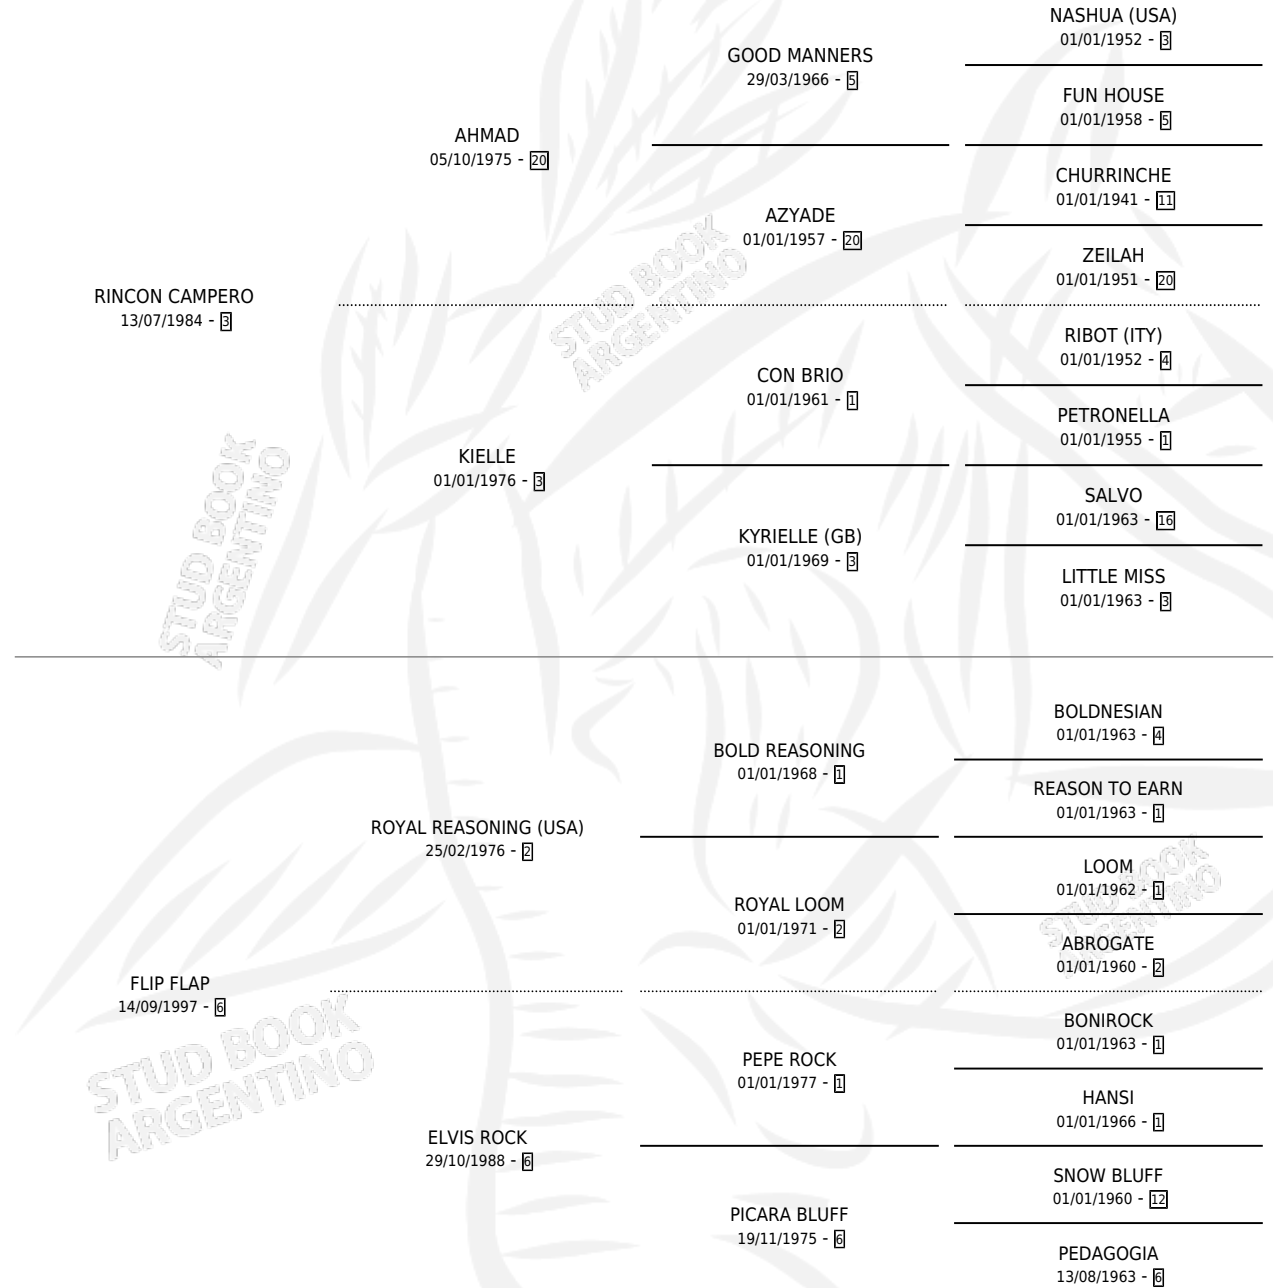 NASHUA (USA)
01/01/1952 - 3
GOOD MANNERS
29/03/1966 - 5
FUN HOUSE
01/01/1958 - 5
AHMAD
05/10/1975 - 20
CHURRINCHE
01/01/1941 - 11
AZYADE
01/01/1957 - 20
ZEILAH
01/01/1951 - 20
RINCON CAMPERO
13/07/1984 - 3
RIBOT (ITY)
01/01/1952 - 4
CON BRIO
01/01/1961 - 1
PETRONELLA
01/01/1955 - 1
KIELLE
01/01/1976 - 3
SALVO
01/01/1963 - 16
KYRIELLE (GB)
01/01/1969 - 3
LITTLE MISS
01/01/1963 - 3
STUD BOOK
ARGENTINO
STUD BOOK
ARGENTINO
BOLDNESIAN
01/01/1963 - 4
BOLD REASONING
01/01/1968 - 1
REASON TO EARN
01/01/1963 - 1
ROYAL REASONING (USA)
25/02/1976 - 2
LOOM
01/01/1962 - 1
ROYAL LOOM
01/01/1971 - 2
ABROGATE
01/01/1960 - 2
FLIP FLAP
14/09/1997 - 6
BONIROCK
01/01/1963 - 1
PEPE ROCK
01/01/1977 - 1
HANSI
01/01/1966 - 1
ELVIS ROCK
29/10/1988 - 6
SNOW BLUFF
01/01/1960 - 12
PICARA BLUFF
19/11/1975 - 6
PEDAGOGIA
13/08/1963 - 6
STUD BOOK
ARGENTINO
STUD BOOK
ARGENTINO